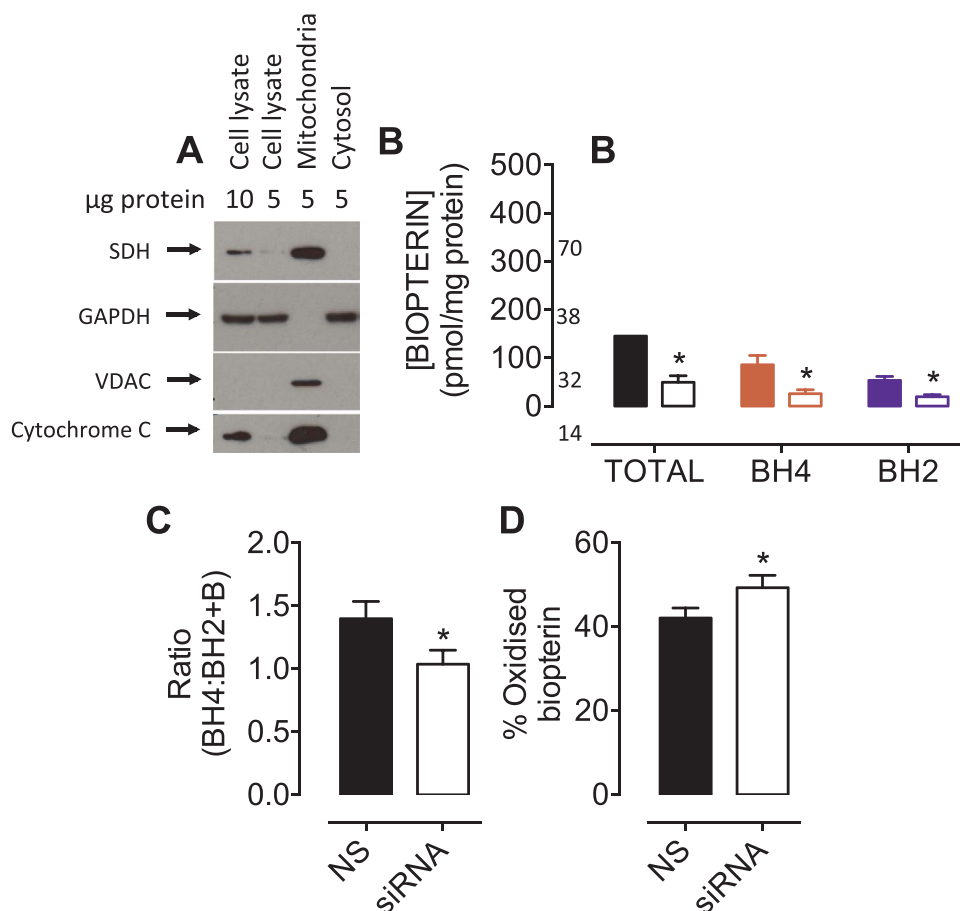 A
Cell lysate
Cell lysate
Mitochondria
Cytosol
µg protein 10 5 5 5
SDH
GAPDH
VDAC
Cytochrome C
B
[BIOPTERIN]
(pmol/mg protein)
500
400
300
200
100
0
B
70
38
32
14
*
*
*
TOTAL BH4 BH2
C
Ratio
(BH4:BH2+B)
2.0
1.5
1.0
0.5
0.0
*
NS
siRNA
D
% Oxidised
biopterin
60
40
20
0
*
NS
siRNA